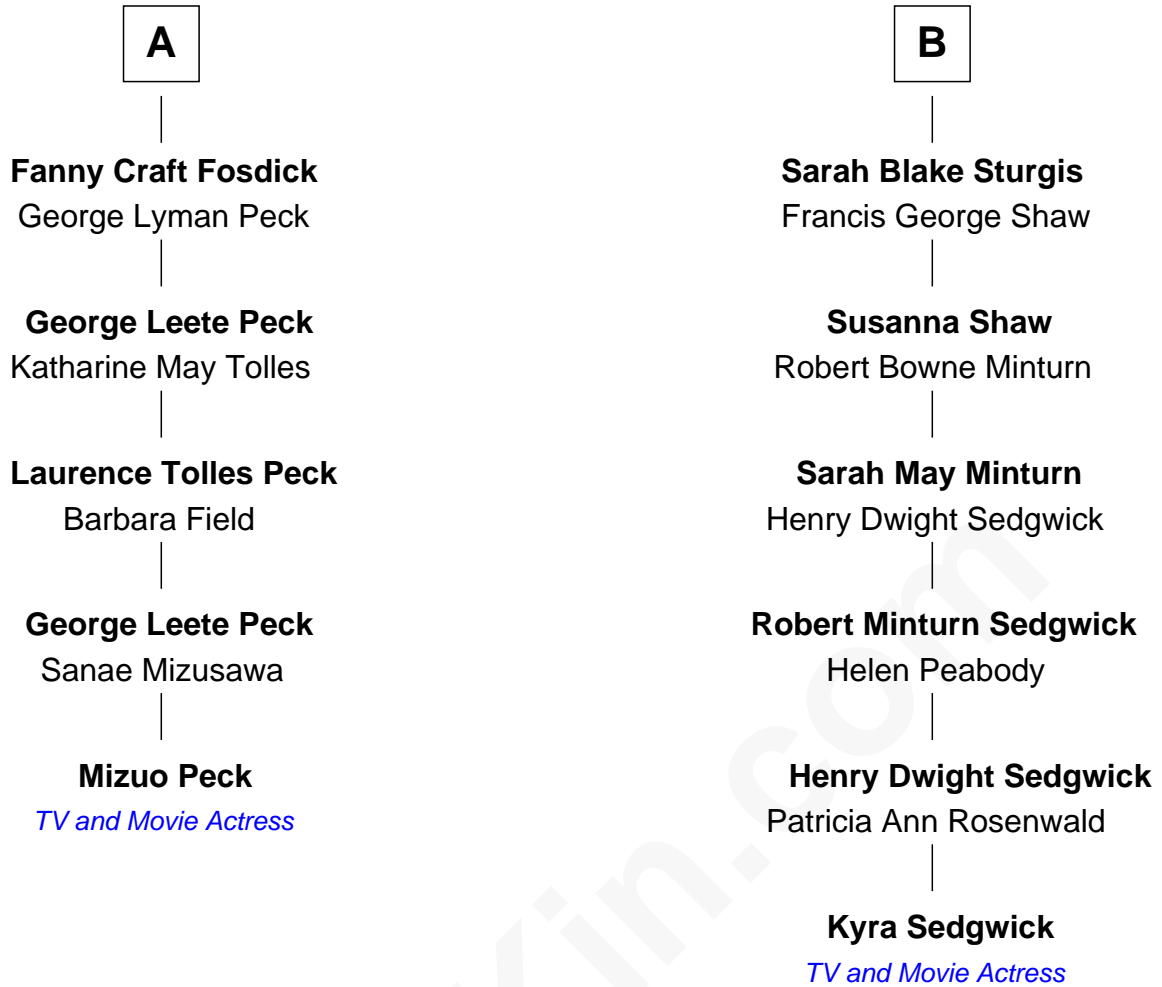 A
Fanny Craft Fosdick
George Lyman Peck
George Leete Peck
Katharine May Tolles
Laurence Tolles Peck
Barbara Field
George Leete Peck
Sanae Mizusawa
Mizuo Peck
TV and Movie Actress
B
Sarah Blake Sturgis
Francis George Shaw
Susanna Shaw
Robert Bowne Minturn
Sarah May Minturn
Henry Dwight Sedgwick
Robert Minturn Sedgwick
Helen Peabody
Henry Dwight Sedgwick
Patricia Ann Rosenwald
Kyra Sedgwick
TV and Movie Actress
Kin.com